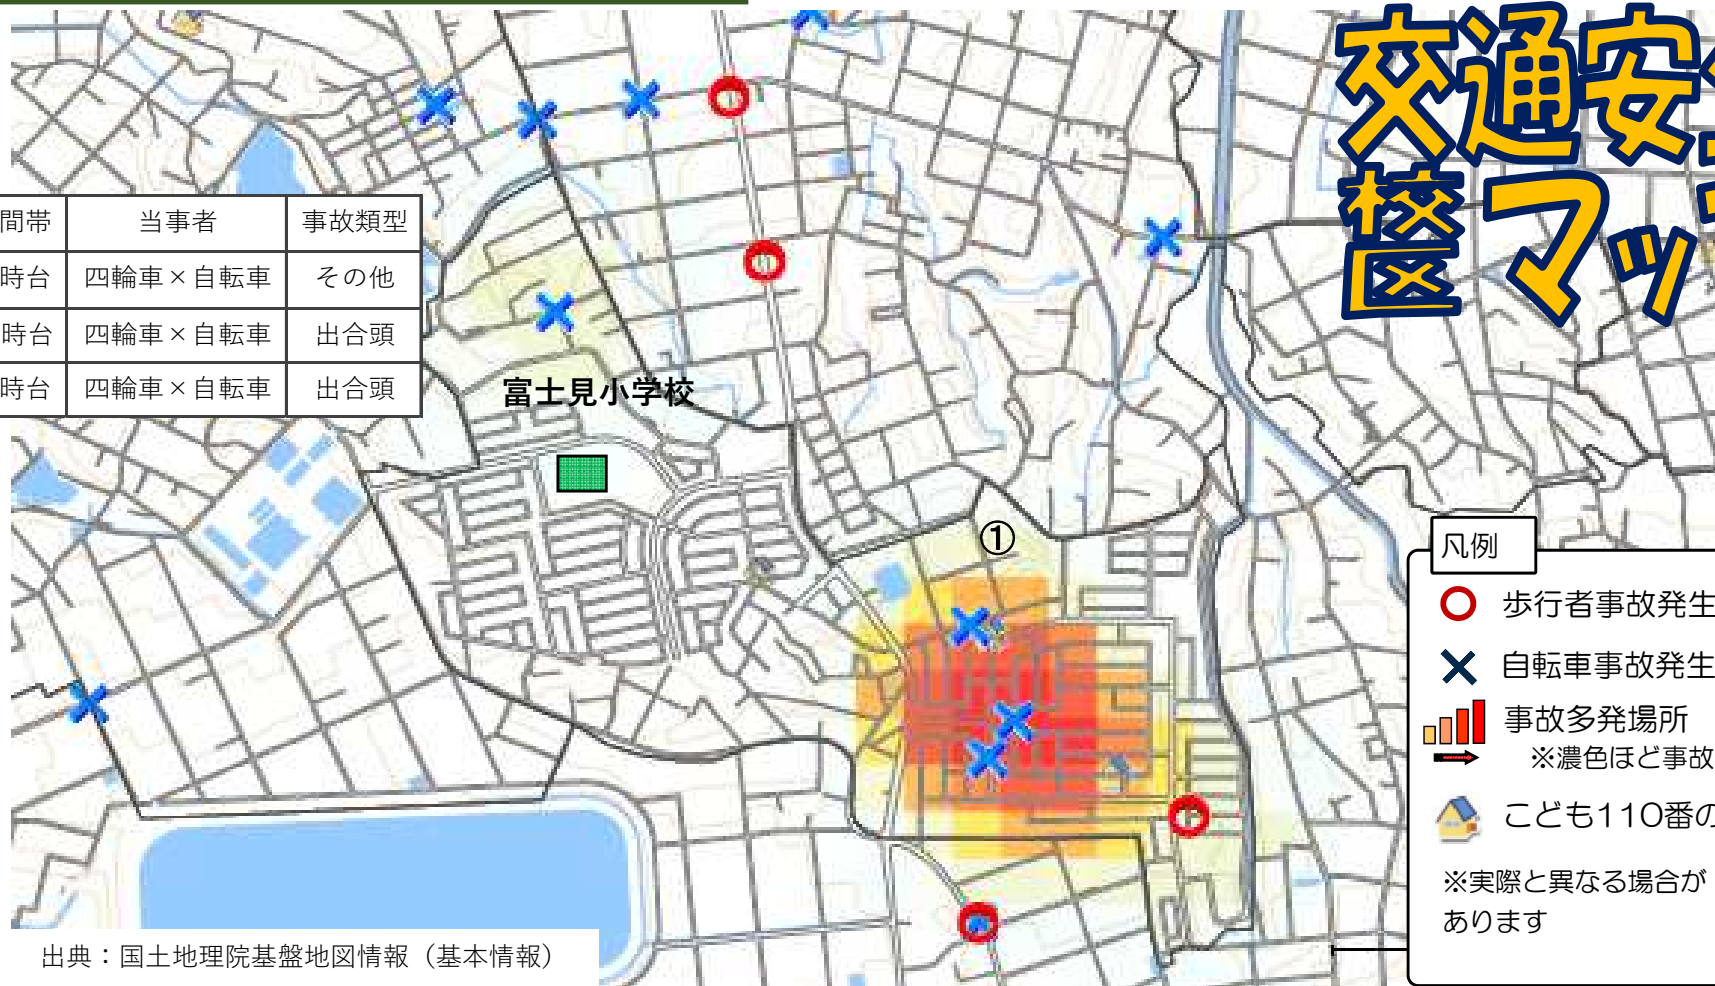 交通安
校区マッ
間帯 当事者 事故類型
時台 四輪車×自転車 その他
時台 四輪車×自転車 出合頭
時台 四輪車×自転車 出合頭
富士見小学校
①
凡例
歩行者事故発生
自転車事故発生
事故多発場所
※濃色ほど事故
こども110番の
※実際と異なる場合が
あります
出典：国土地理院基盤地図情報（基本情報）